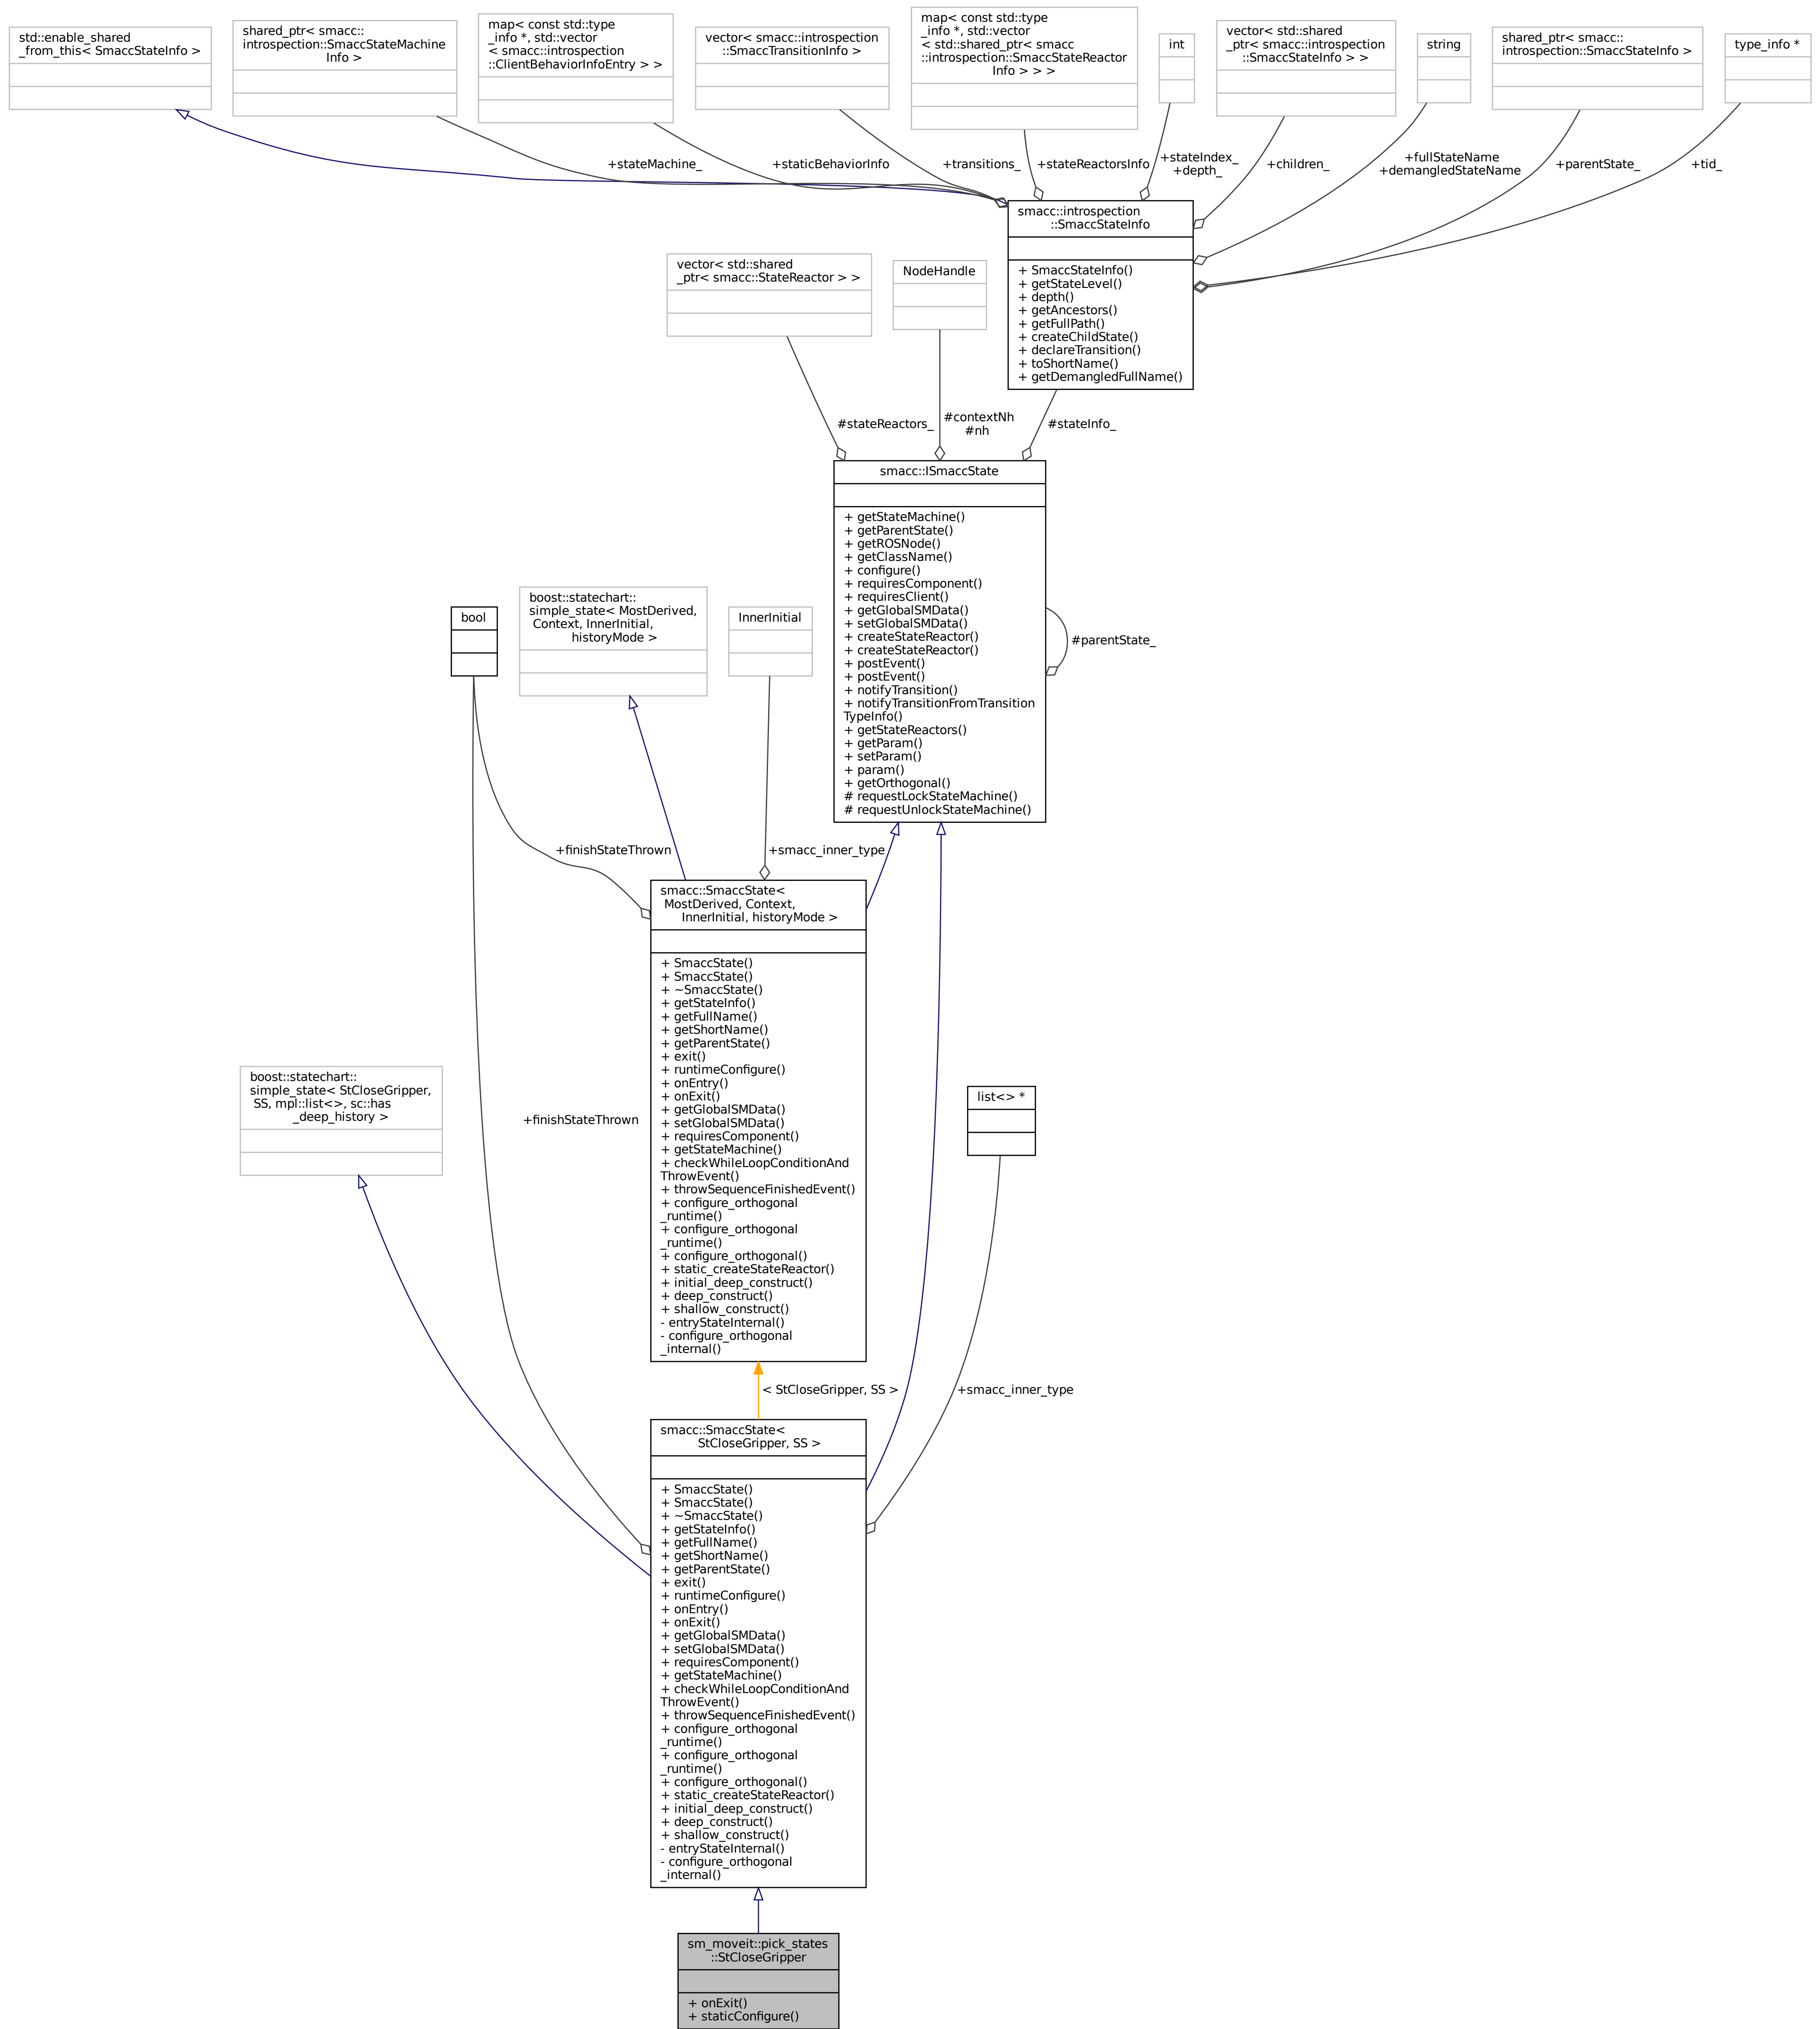 std::enable_shared
_from_this< SmaccStateInfo >
shared_ptr< smacc::
introspection::SmaccStateMachine
Info >
map< const std::type
_info *, std::vector
< smacc::introspection
::ClientBehaviorInfoEntry > >
vector< smacc::introspection
::SmaccTransitionInfo >
map< const std::type
_info *, std::vector
< std::shared_ptr< smacc
::introspection::SmaccStateReactor
Info > > >
int
vector< std::shared
_ptr< smacc::introspection
::SmaccStateInfo > >
string
shared_ptr< smacc::
introspection::SmaccStateInfo >
type_info *
+stateMachine_
+staticBehaviorInfo
+transitions_
+stateReactorsInfo
+stateIndex_
+depth_
+children_
+fullStateName
+demangledStateName
+parentState_
+tid_
smacc::introspection
::SmaccStateInfo
+ SmaccStateInfo()
+ getStateLevel()
+ depth()
+ getAncestors()
+ getFullPath()
+ createChildState()
+ declareTransition()
+ toShortName()
+ getDemangledFullName()
vector< std::shared
_ptr< smacc::StateReactor > >
NodeHandle
#stateReactors_
#contextNh
#nh
#stateInfo_
smacc::ISmaccState
+ getStateMachine()
+ getParentState()
+ getROSNode()
+ getClassName()
+ configure()
+ requiresComponent()
+ requiresClient()
+ getGlobalSMData()
+ setGlobalSMData()
+ createStateReactor()
+ createStateReactor()
+ postEvent()
+ postEvent()
+ notifyTransition()
+ notifyTransitionFromTransition
TypeInfo()
+ getStateReactors()
+ getParam()
+ setParam()
+ param()
+ getOrthogonal()
# requestLockStateMachine()
# requestUnlockStateMachine()
#parentState_
bool
boost::statechart::
simple_state< MostDerived,
Context, InnerInitial,
historyMode >
InnerInitial
+finishStateThrown
+smacc_inner_type
smacc::SmaccState<
MostDerived, Context,
InnerInitial, historyMode >
+ SmaccState()
+ SmaccState()
+ ~SmaccState()
+ getStateInfo()
+ getFullName()
+ getShortName()
+ getParentState()
+ exit()
+ runtimeConfigure()
+ onEntry()
+ onExit()
+ getGlobalSMData()
+ setGlobalSMData()
+ requiresComponent()
+ getStateMachine()
+ checkWhileLoopConditionAnd
ThrowEvent()
+ throwSequenceFinishedEvent()
+ configure_orthogonal
_runtime()
+ configure_orthogonal
_runtime()
+ configure_orthogonal()
+ static_createStateReactor()
+ initial_deep_construct()
+ deep_construct()
+ shallow_construct()
- entryStateInternal()
- configure_orthogonal
_internal()
boost::statechart::
simple_state< StCloseGripper,
SS, mpl::list<>, sc::has
_deep_history >
+finishStateThrown
list<> *
< StCloseGripper, SS >
+smacc_inner_type
smacc::SmaccState<
StCloseGripper, SS >
+ SmaccState()
+ SmaccState()
+ ~SmaccState()
+ getStateInfo()
+ getFullName()
+ getShortName()
+ getParentState()
+ exit()
+ runtimeConfigure()
+ onEntry()
+ onExit()
+ getGlobalSMData()
+ setGlobalSMData()
+ requiresComponent()
+ getStateMachine()
+ checkWhileLoopConditionAnd
ThrowEvent()
+ throwSequenceFinishedEvent()
+ configure_orthogonal
_runtime()
+ configure_orthogonal
_runtime()
+ configure_orthogonal()
+ static_createStateReactor()
+ initial_deep_construct()
+ deep_construct()
+ shallow_construct()
- entryStateInternal()
- configure_orthogonal
_internal()
sm_moveit::pick_states
::StCloseGripper
+ onExit()
+ staticConfigure()